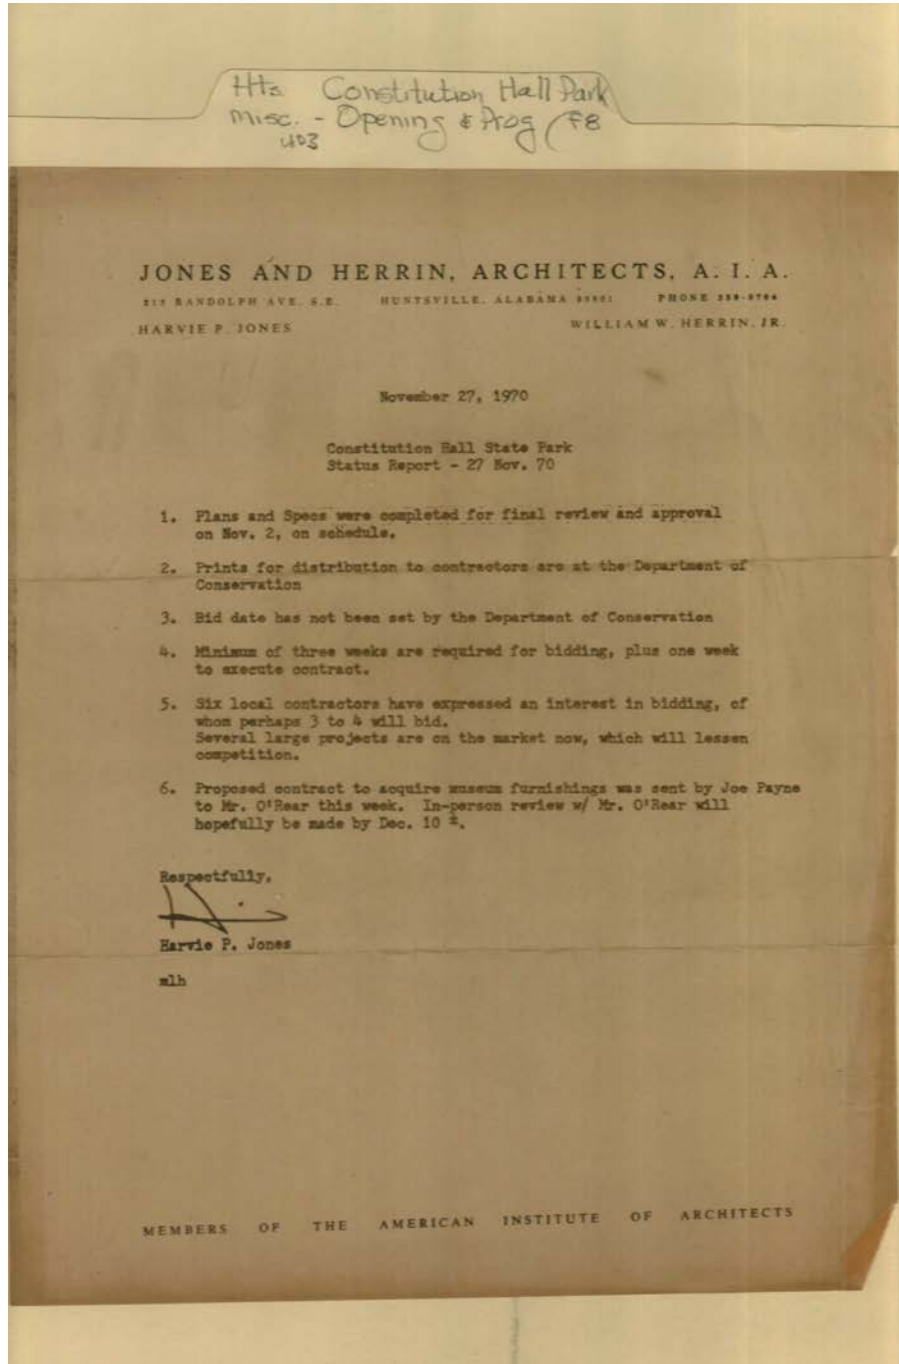 Hts. Constitution Hall Park
Misc. - Opening & Prog F8
403
JONES AND HERRIN, ARCHITECTS, A. I. A.
RANDOLPH AVE. S.E. HUNTSVILLE, ALABAMA PHONE
HARVIE P. JONES WILLIAM W. HERRIN, JR.
November 27, 1970
Constitution Hall State Park
Status Report - 27 Nov. 70
1. Plans and Specs were completed for final review and approval
on Nov. 2, on schedule.
2. Prints for distribution to contractors are at the Department of
Conservation
3. Bid date has not been set by the Department of Conservation
4. Minimum of three weeks are required for bidding, plus one week
to execute contract.
5. Six local contractors have expressed an interest in bidding, of
whom perhaps 3 to 4 will bid.
Several large projects are on the market now, which will lessen
competition.
6. Proposed contract to acquire museum furnishings was sent by Joe Payne
to Mr. O'Rear this week. In-person review w/ Mr. O'Rear will
hopefully be made by Dec. 10 ±.
Respectfully,
Harvie P. Jones
mlh
MEMBERS OF THE AMERICAN INSTITUTE OF ARCHITECTS